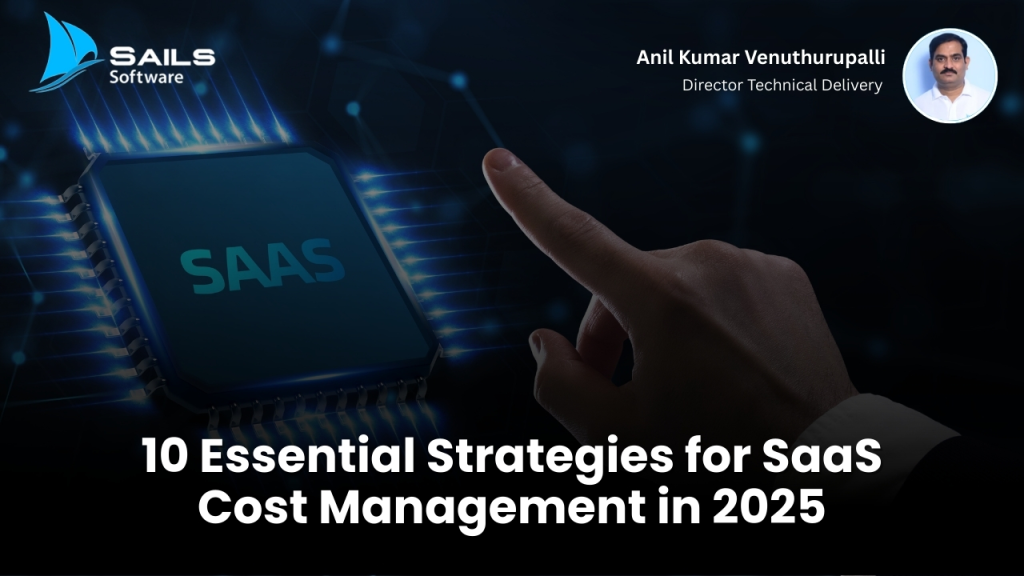 SAILS
Software
Anil Kumar Venuthurupalli
Director Technical Delivery
SAAS
10 Essential Strategies for SaaS
Cost Management in 2025